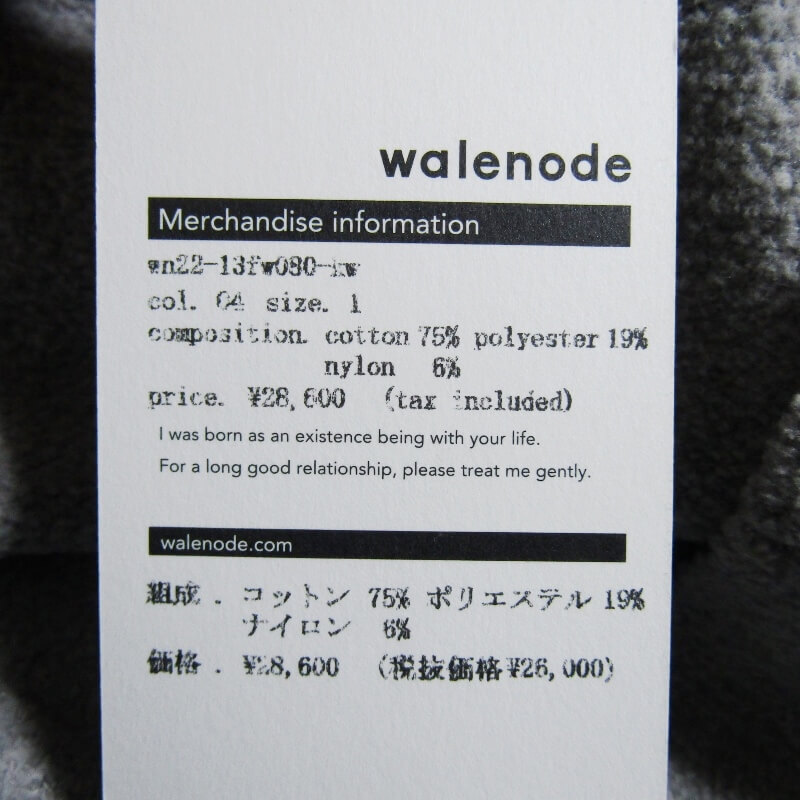 walenode
Merchandise information
wn22-13fw080-kw
col. 04 size. 1
composition. cotton 75% polyester 19%
nylon 6%
price. ¥28,600 (tax included)
I was born as an existence being with your life.
For a long good relationship, please treat me gently.
walenode.com
組成 . コットン 75% ポリエステル 19%
ナイロン 6%
価格 . ¥28,600 (税抜価格¥26,000)